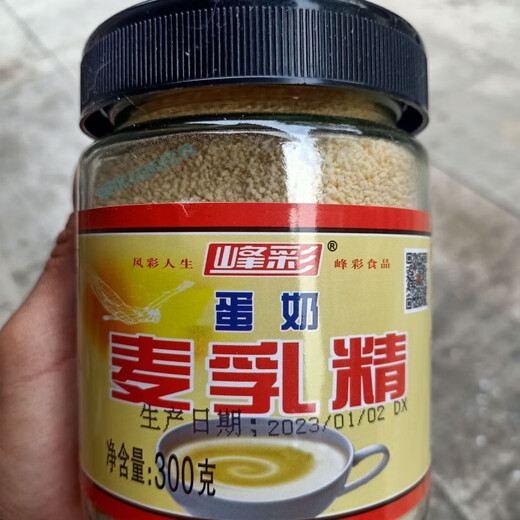 风彩人生 峰彩® 峰彩食品
蛋奶
麦乳精
生产日期：2023/01/02 DX
净含量:300克